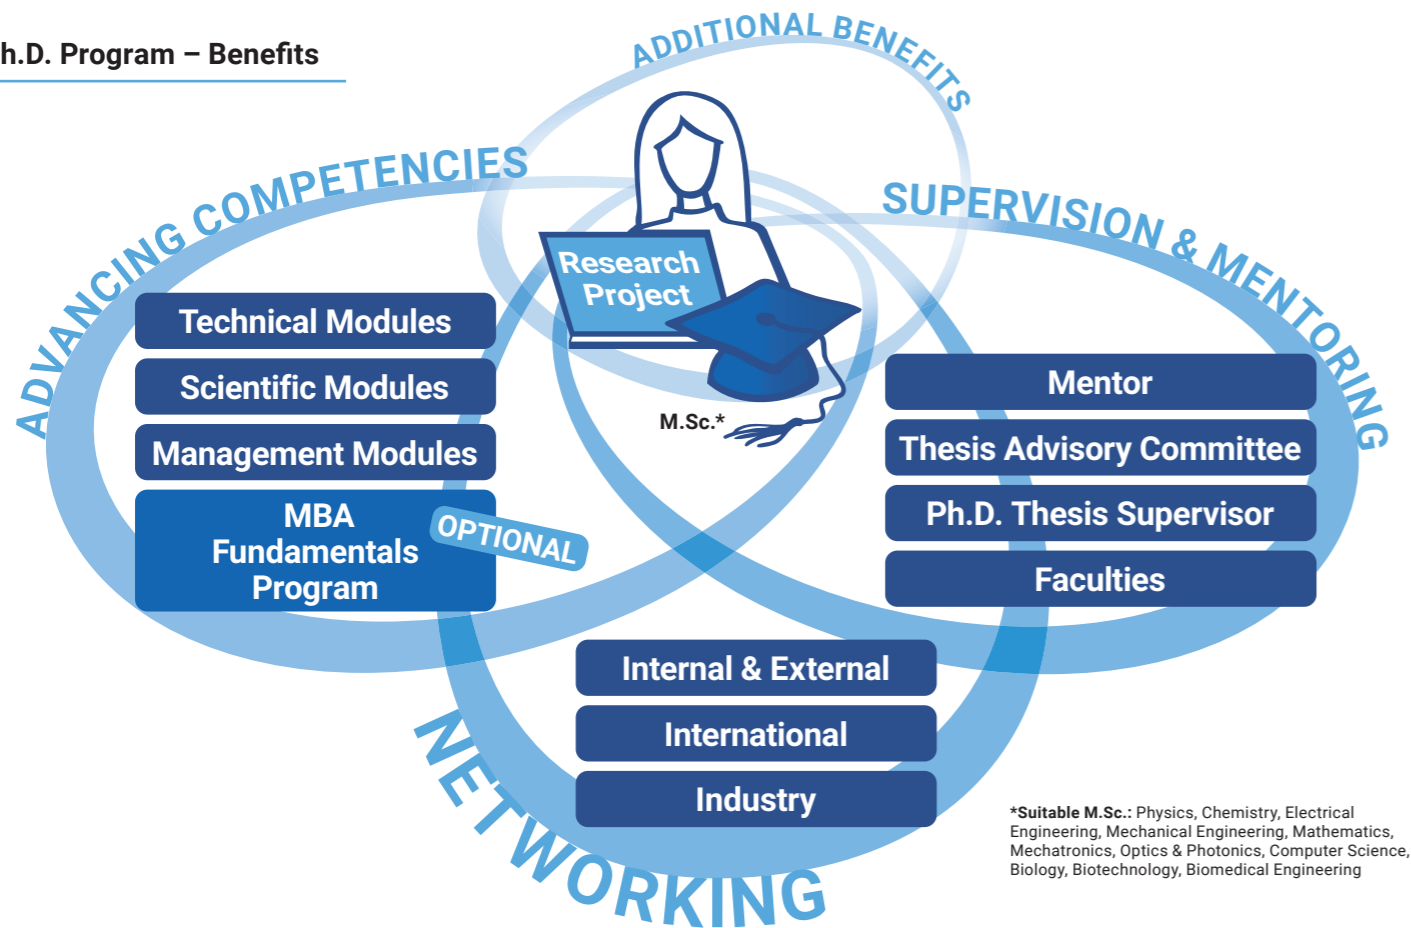 h.D. Program – Benefits
ADDITIONAL BENEFITS
ADVANCING COMPETENCIES
Technical Modules
Scientific Modules
Management Modules
MBA
Fundamentals
Program
OPTIONAL
Research
Project
M.Sc.*
SUPERVISION & MENTORING
Mentor
Thesis Advisory Committee
Ph.D. Thesis Supervisor
Faculties
Internal & External
International
Industry
NETWORKING
*Suitable M.Sc.: Physics, Chemistry, Electrical
Engineering, Mechanical Engineering, Mathematics,
Mechatronics, Optics & Photonics, Computer Science,
Biology, Biotechnology, Biomedical Engineering